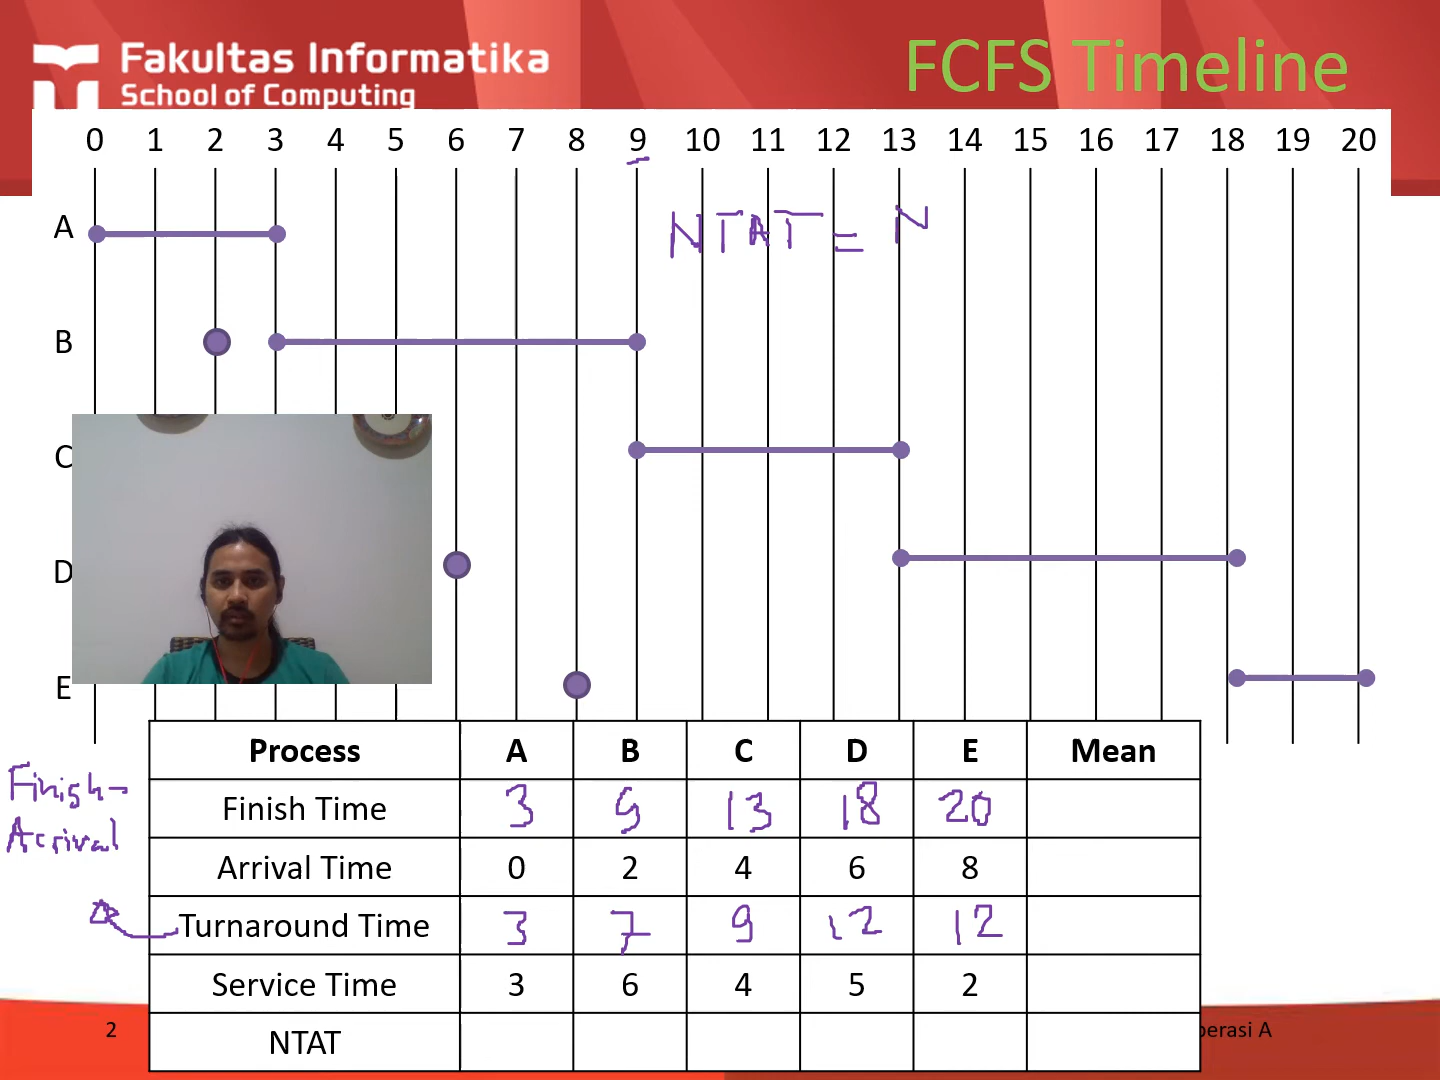 Fakultas Informatika
School of Computing
FCFS Timeline
0 1 2 3 4 5 6 7 8 9 10 11 12 13 14 15 16 17 18 19 20
A
NTAT = N
B
C
D
E
Process A B C D E Mean
Finish Time 3 9 13 18 20
Finish-
Arrival
Arrival Time 0 2 4 6 8
Turnaround Time 3 7 9 12 12
Service Time 3 6 4 5 2
NTAT
2
perasi A